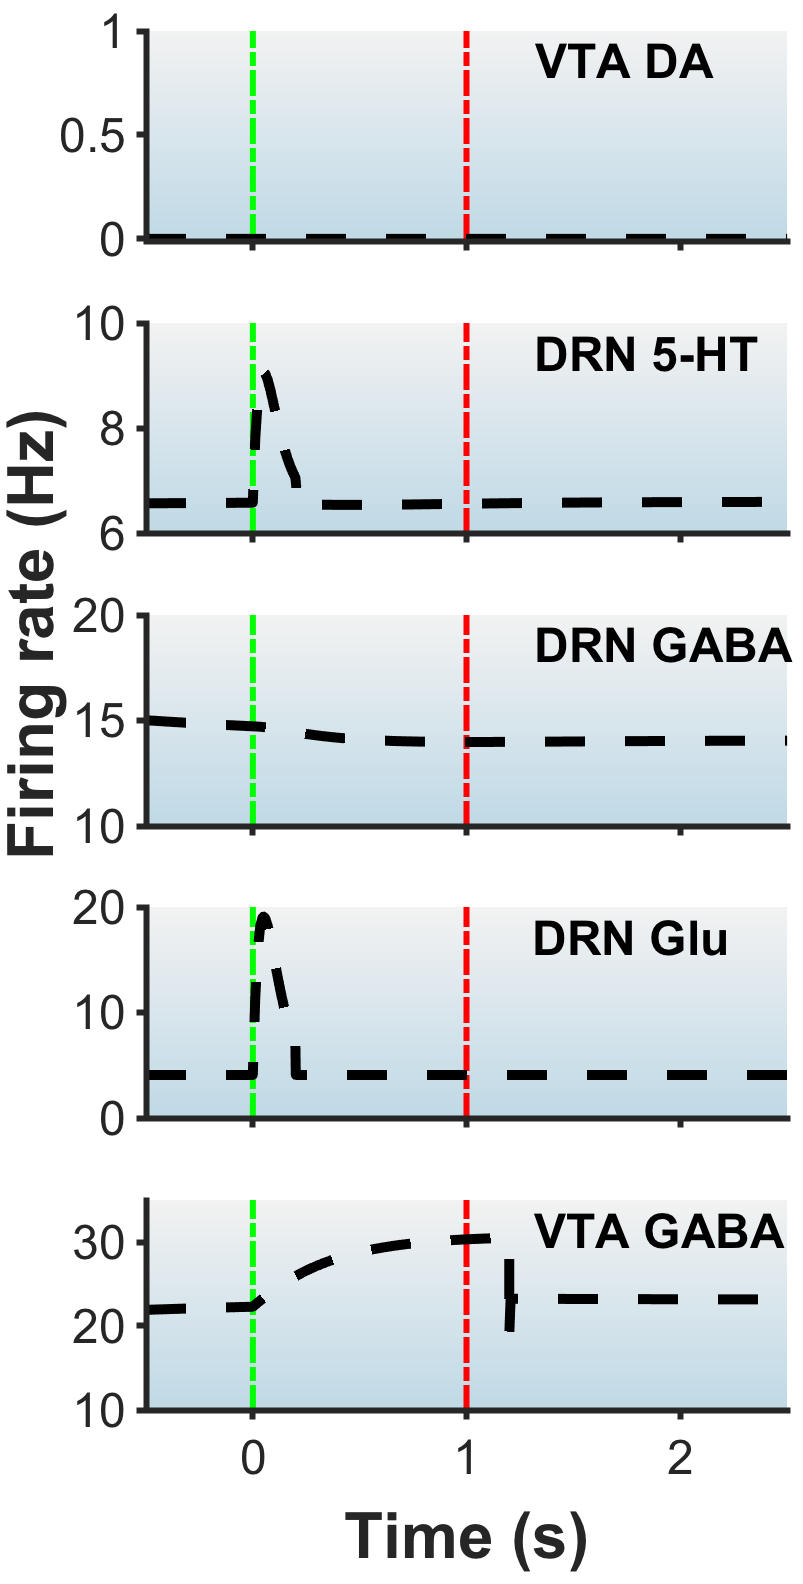 Firing rate (Hz)
1
0.5
0
VTA DA
10
8
6
DRN 5-HT
20
15
10
DRN GABA
20
10
0
DRN Glu
30
20
10
VTA GABA
0 1 2
Time (s)